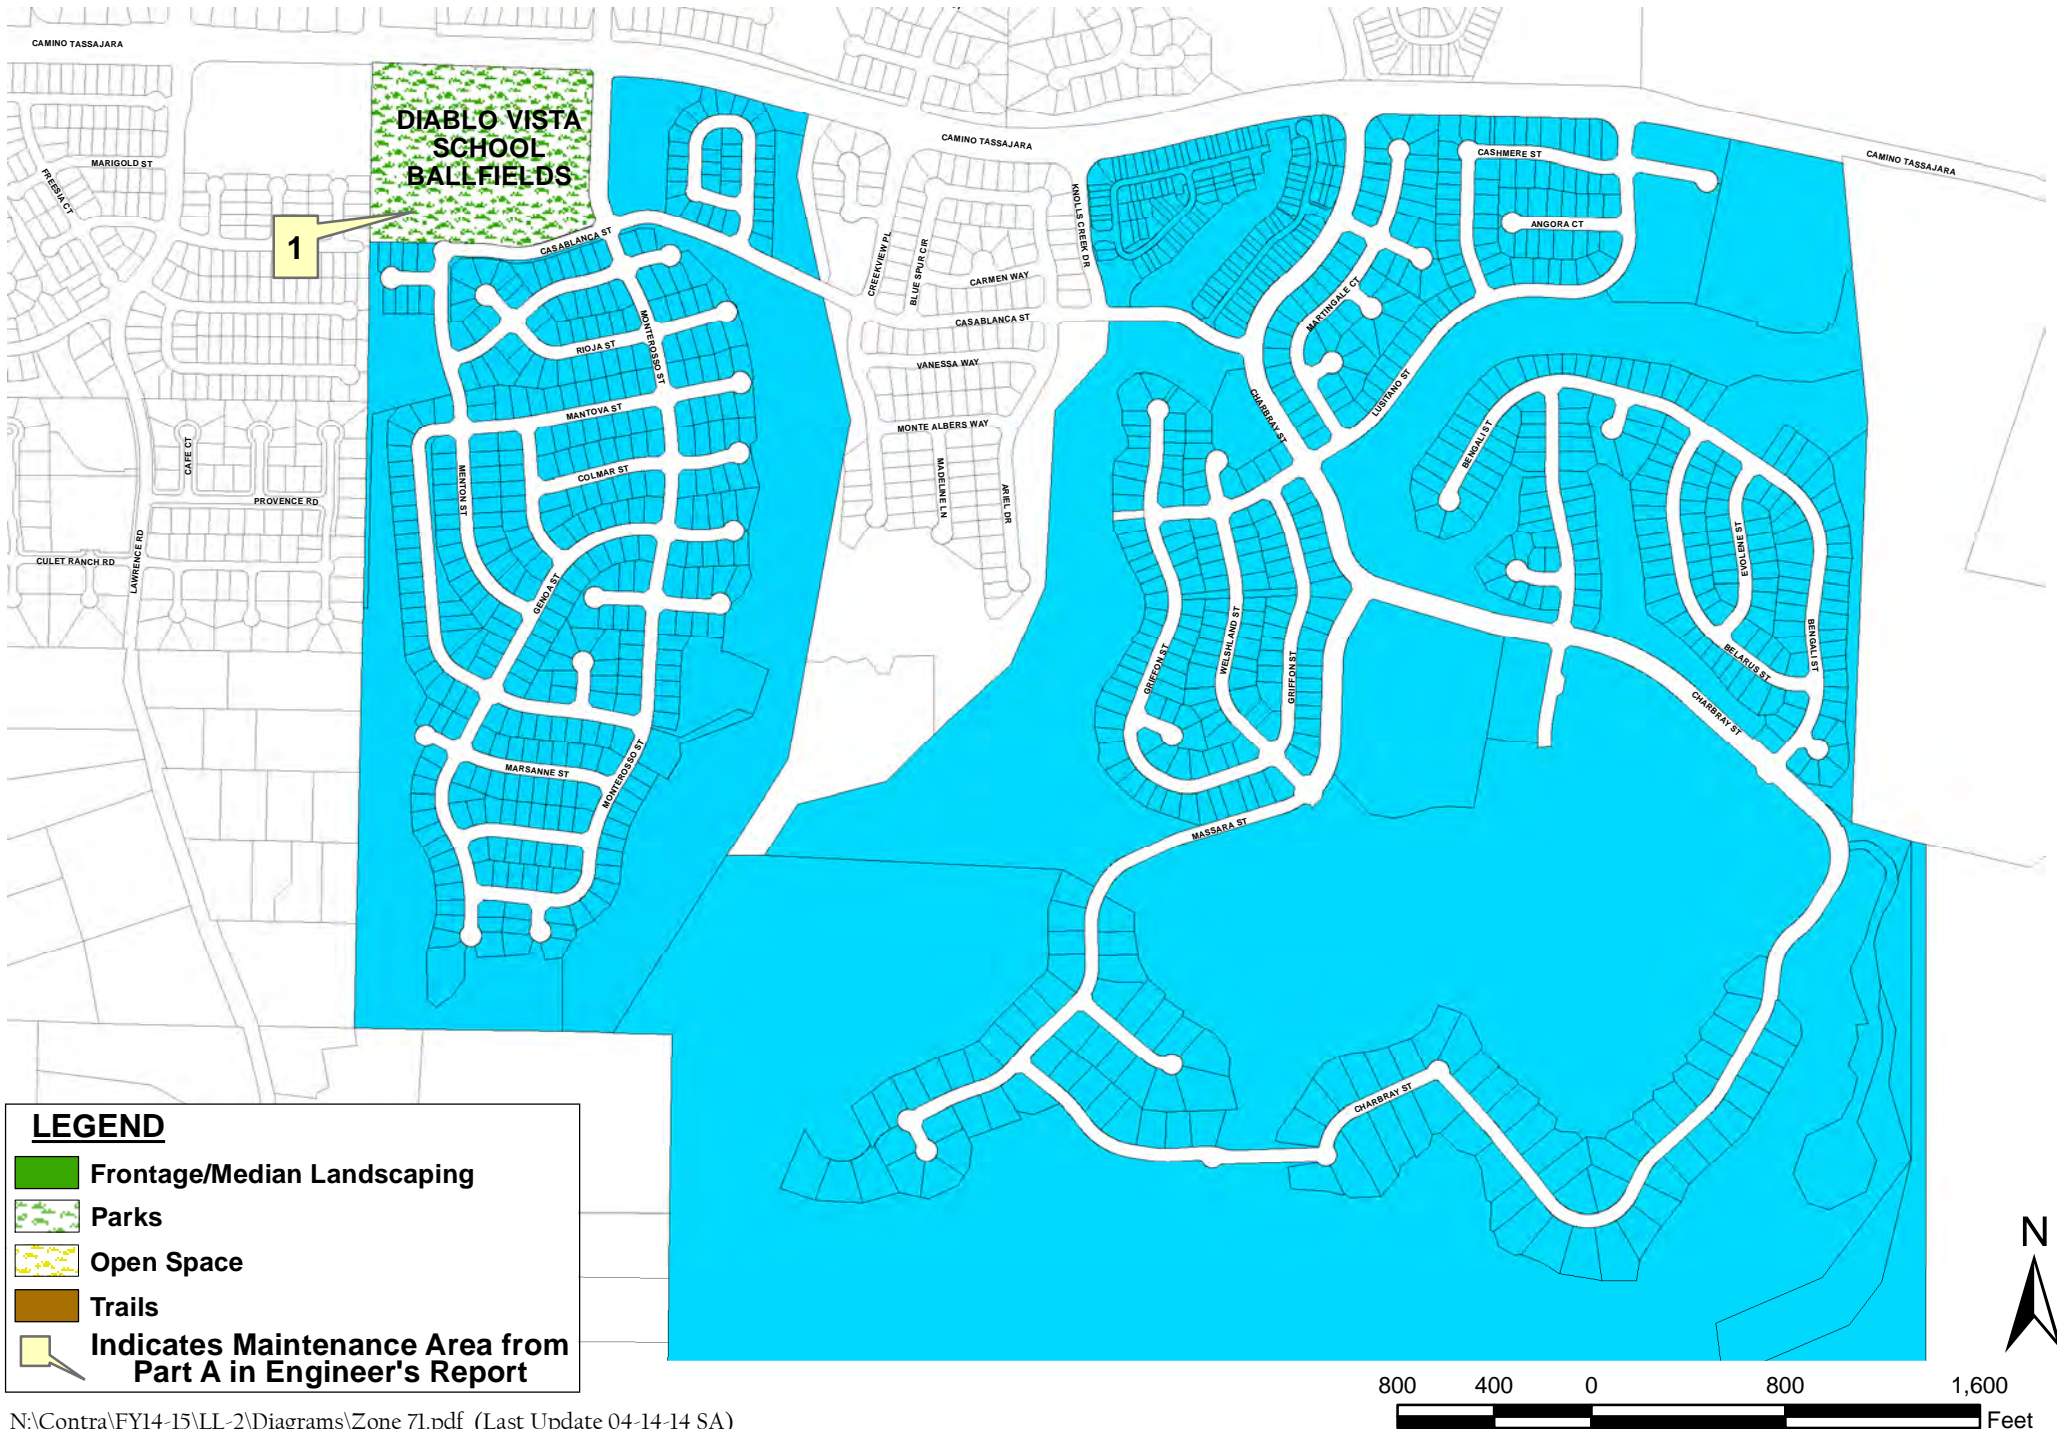 CAMINO TASSAJARA
DIABLO VISTA
SCHOOL
BALLFIELDS
CAMINO TASSAJARA
CASHMERE ST
CAMINO TASSAJARA
MARIGOLD ST
FREESIA CT
KNOLLS CREEK DR
ANGORA CT
1
CASABLANCA ST
CREEKVIEW PL
BLUE SPUR CIR
CARMEN WAY
MARTINGALE CT
CASABLANCA ST
MONTEROSSO ST
RIOJA ST
VANESSA WAY
LUSITANO ST
CHARBRAY ST
MANTOVA ST
MONTE ALBERS WAY
CAFE CT
BENGALI ST
MENTON ST
COLMAR ST
MADELINE LN
ARIEL DR
PROVENCE RD
EVOLENE ST
LAWRENCE RD
CULET RANCH RD
GENOA ST
WELSHLAND ST
BENGALI ST
GRIFFON ST
GRIFFON ST
BELARUS ST
CHARBRAY ST
MARSANNE ST
MONTEROSSO ST
MASSARA ST
CHARBRAY ST
LEGEND
Frontage/Median Landscaping
Parks
Open Space
Trails
Indicates Maintenance Area from
Part A in Engineer's Report
N
800 400 0 800 1,600
Feet
N:\Contra\FY14-15\LL-2\Diagrams\Zone 71.pdf (Last Update 04-14-14 SA)